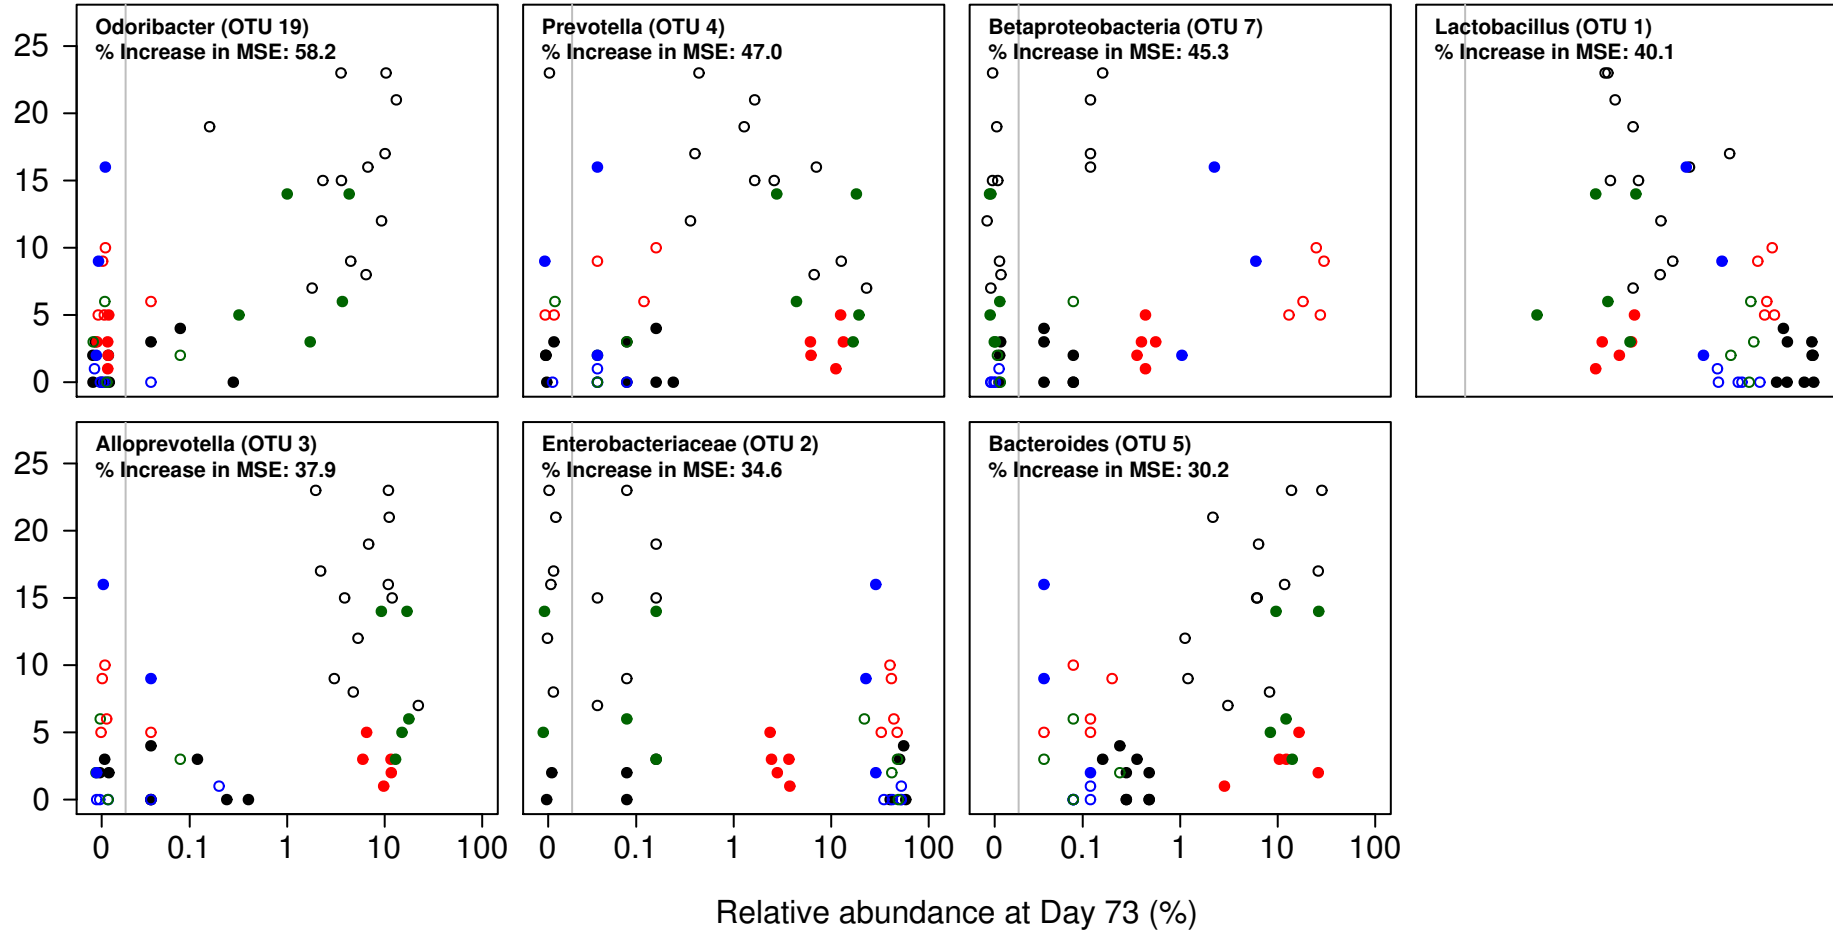 Odoribacter (OTU 19)
% Increase in MSE: 58.2
Prevotella (OTU 4)
% Increase in MSE: 47.0
Betaproteobacteria (OTU 7)
% Increase in MSE: 45.3
Lactobacillus (OTU 1)
% Increase in MSE: 40.1
25
20
15
10
5
0
Alloprevotella (OTU 3)
% Increase in MSE: 37.9
Enterobacteriaceae (OTU 2)
% Increase in MSE: 34.6
Bacteroides (OTU 5)
% Increase in MSE: 30.2
25
20
15
10
5
0
0 0.1 1 10 100
0 0.1 1 10 100
0 0.1 1 10 100
Relative abundance at Day 73 (%)